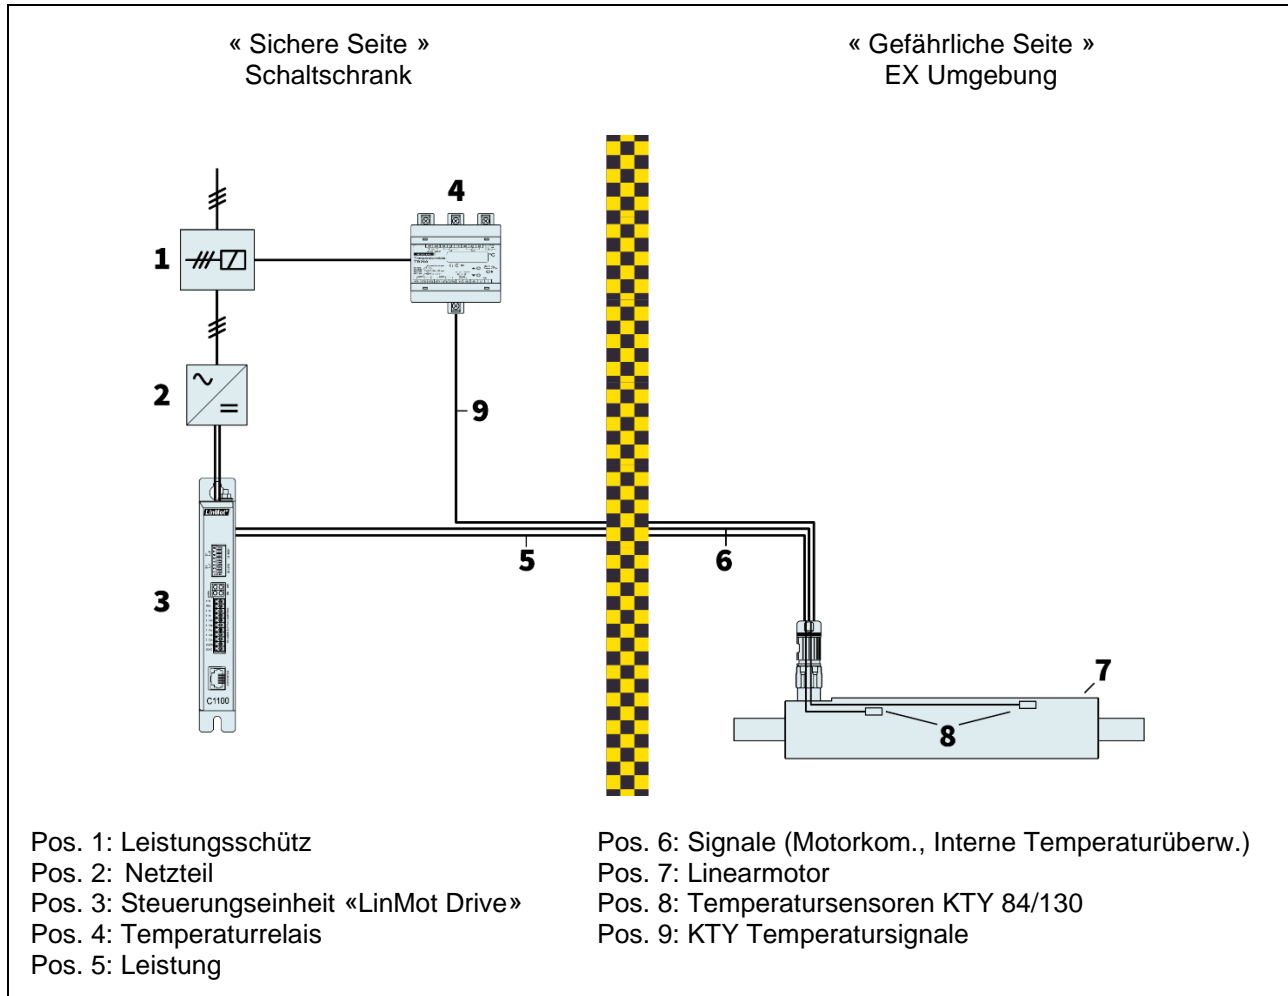 « Sichere Seite »
Schaltschrank
« Gefährliche Seite »
EX Umgebung
4
1
°C
2
9
LinMot
5
6
3
C1100
7
8
Pos. 1: Leistungsschütz
Pos. 2: Netzteil
Pos. 3: Steuerungseinheit «LinMot Drive»
Pos. 4: Temperaturrelais
Pos. 5: Leistung
Pos. 6: Signale (Motorkom., Interne Temperaturüberw.)
Pos. 7: Linearmotor
Pos. 8: Temperatursensoren KTY 84/130
Pos. 9: KTY Temperatursignale